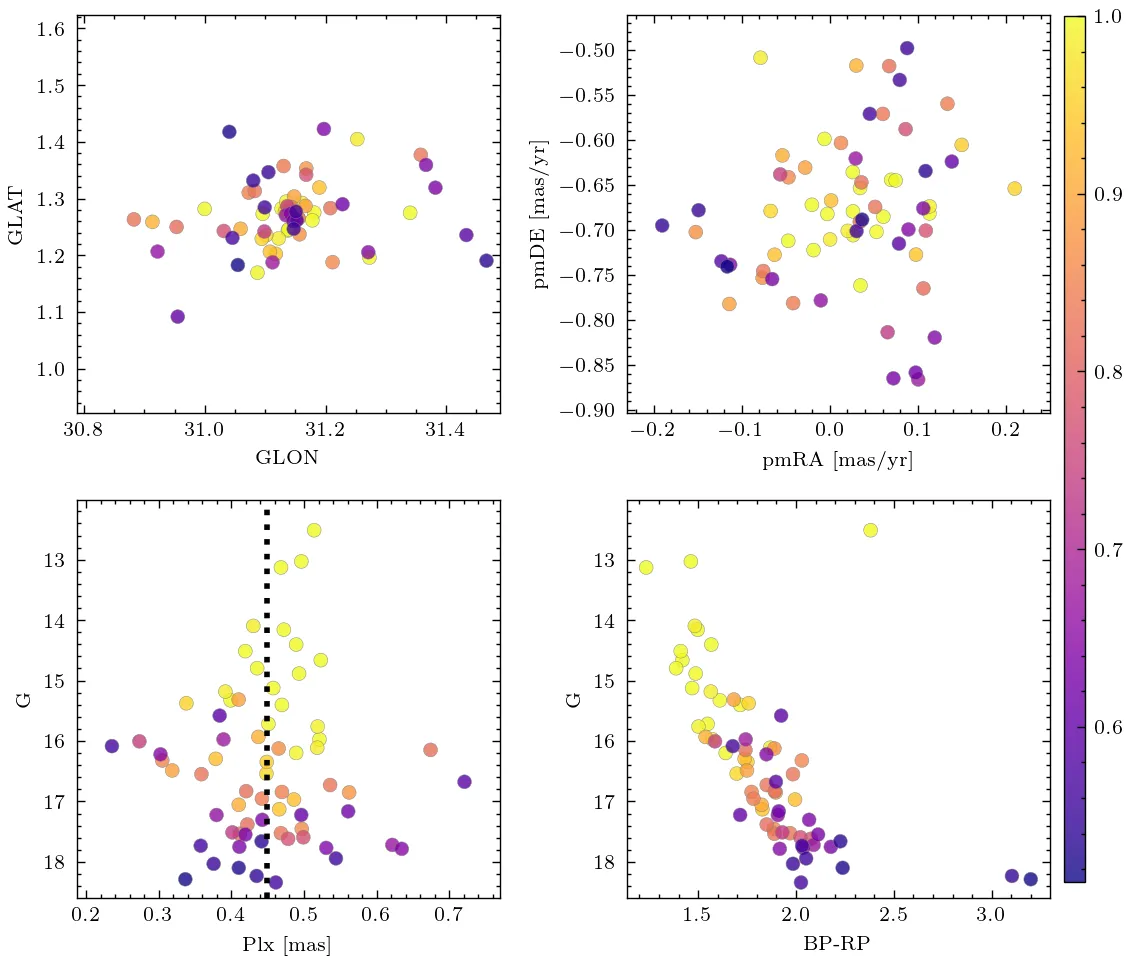 1.6
1.5
1.4
1.3
1.2
1.1
1.0
GLAT
30.8 31.0 31.2 31.4
GLON
−0.50
−0.55
−0.60
−0.65
−0.70
−0.75
−0.80
−0.85
−0.90
pmDE [mas/yr]
−0.2 −0.1 0.0 0.1 0.2
pmRA [mas/yr]
1.0
0.9
0.8
0.7
0.6
13
14
15
16
17
18
G
0.2 0.3 0.4 0.5 0.6 0.7
Plx [mas]
13
14
15
16
17
18
G
1.5 2.0 2.5 3.0
BP-RP